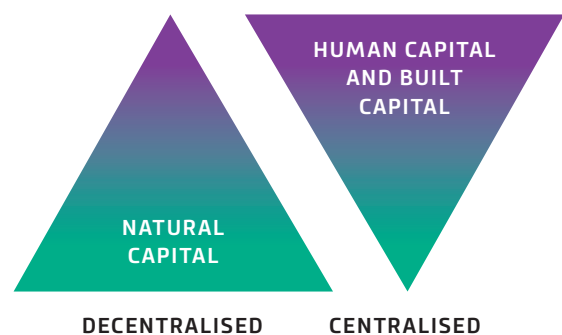 HUMAN CAPITAL
AND BUILT
CAPITAL
NATURAL
CAPITAL
DECENTRALISED
CENTRALISED